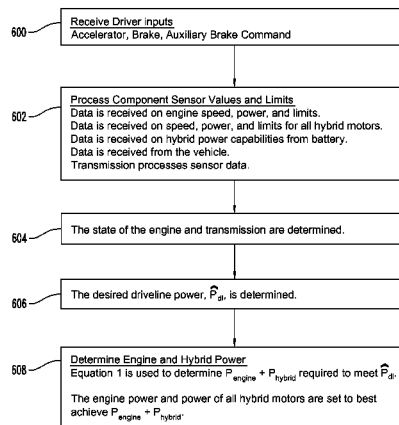 600
Receive Driver Inputs
Accelerator, Brake, Auxiliary Brake Command
602
Process Component Sensor Values and Limits
Data is received on engine speed, power, and limits.
Data is received on speed, power, and limits for all hybrid motors.
Data is received on hybrid power capabilities from battery.
Data is received from the vehicle.
Transmission processes sensor data.
604
The state of the engine and transmission are determined.
606
The desired driveline power, P̂dl, is determined.
608
Determine Engine and Hybrid Power
Equation 1 is used to determine Pengine + Phybrid required to meet P̂dl.
The engine power and power of all hybrid motors are set to best
achieve Pengine + Phybrid.